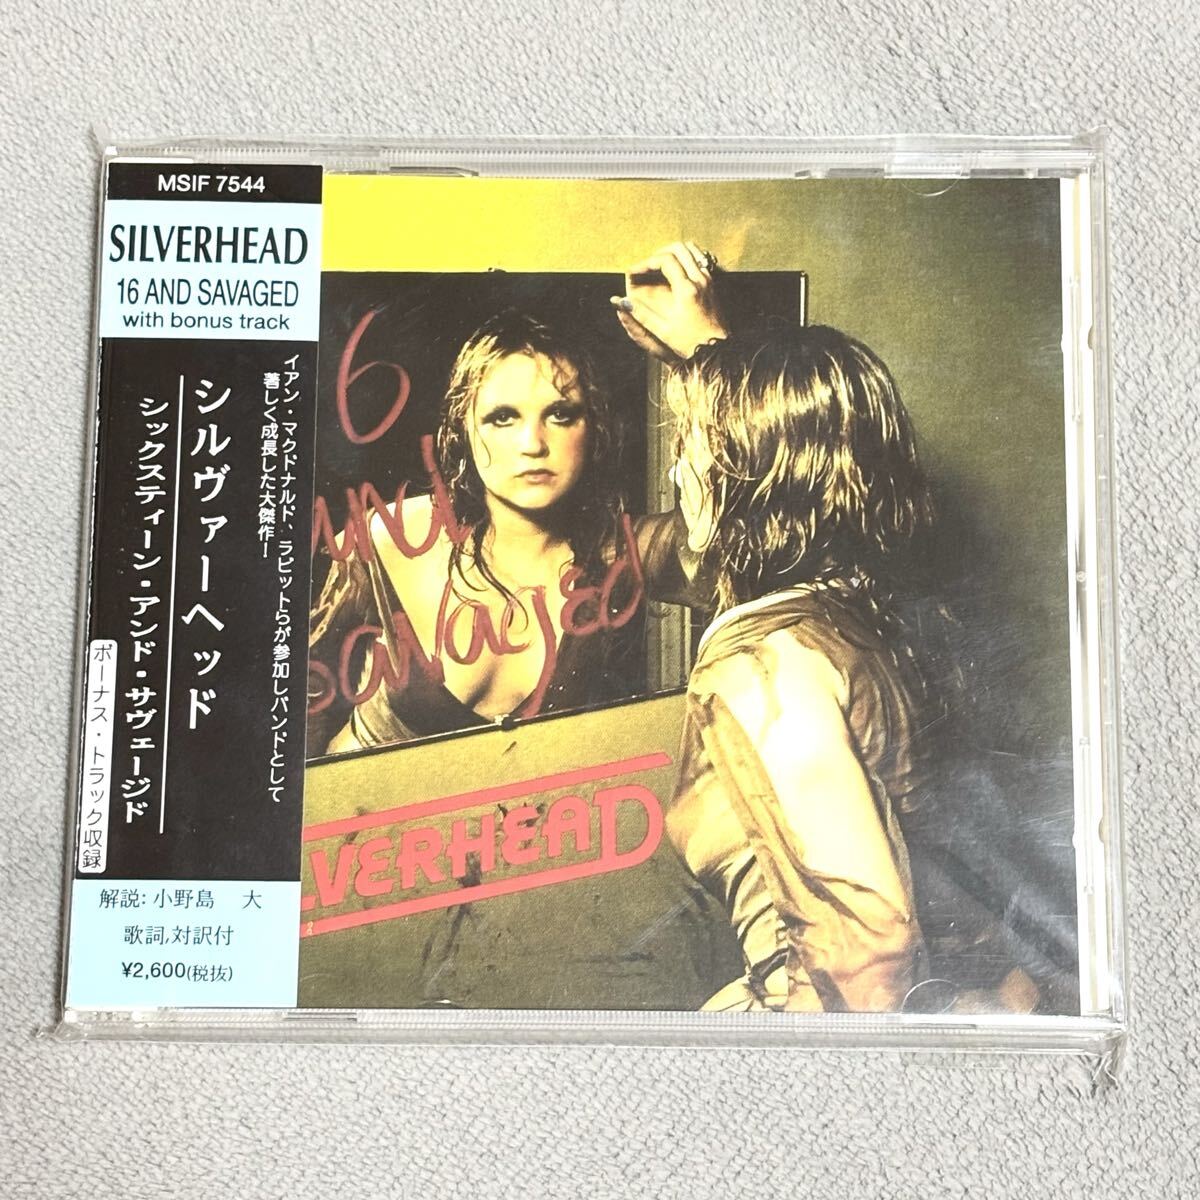 MSIF 7544
SILVERHEAD
16 AND SAVAGED
with bonus track
イアン・マクドナルド、ラビットらが参加しバンドとして
著しく成長した大傑作!
シルヴァーヘッド
シックスティーン・アンド・サヴェージド
ボーナス・トラック収録
解説: 小野島 大
歌詞,対訳付
¥2,600(税抜)
6
and
Savaged
LVERHEAD